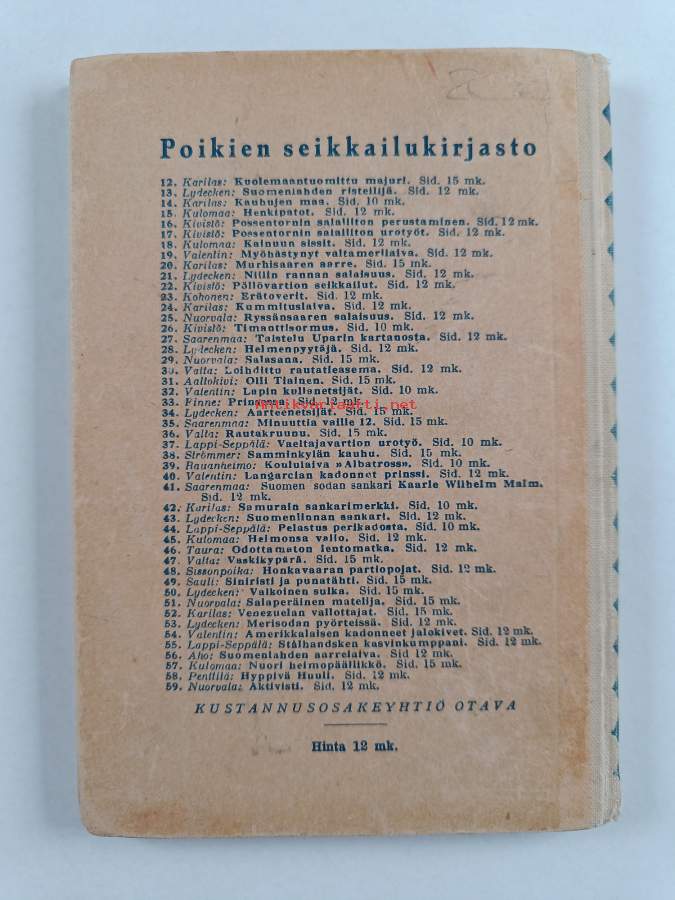 Poikien seikkailukirjasto
12. Karilas: Kuolemaantuomittu majuri. Sid. 15 mk.
13. Lydecken: Suomenlahden risteilijä. Sid. 12 mk.
14. Karilas: Kauhujen maa. Sid. 10 mk.
15. Kulomaa: Henkipatot. Sid. 12 mk.
16. Kivistö: Possentornin salaliiton perustaminen. Sid. 12 mk.
17. Kivistö: Possentornin salaliiton urotyöt. Sid. 12 mk.
18. Kulomaa: Kainuun sissit. Sid. 12 mk.
19. Valentin: Myöhästynyt valtamerilaiva. Sid. 12 mk.
20. Karilas: Murhisaaren aarre. Sid. 15 mk.
21. Lydecken: Niilin rannan salaisuus. Sid. 12 mk.
22. Kivistö: Pöllövartion seikkailut. Sid. 12 mk.
23. Kohonen: Erätoverit. Sid. 12 mk.
24. Karilas: Kummituslaiva. Sid. 12 mk.
25. Nuorvala: Ryssänsaaren salaisuus. Sid. 12 mk.
26. Kivistö: Timanttisormus. Sid. 10 mk.
27. Saarenmaa: Taistelu Uparin kartanosta. Sid. 12 mk.
28. Lydecken: Helmenpyytäjä. Sid. 12 mk.
29. Nuorvala: Salasana. Sid. 15 mk.
30. Valta: Loihdittu rautatieasema. Sid. 12 mk.
31. Aaltokivi: Olli Tiainen. Sid. 15 mk.
32. Valentin: Lapin kullanetsijät. Sid. 10 mk.
33. Finne: Prinssi Sid. 12 mk.
Antikvariaatti.net
34. Lydecken: Aarteenetsijät. Sid. 15 mk.
35. Saarenmaa: Minuuttia vaille 12. Sid. 12 mk.
36. Valta: Rautakruunu. Sid. 15 mk.
37. Lappi-Seppälä: Vaeltajavartion urotyö. Sid. 10 mk.
38. Strömmer: Samminkylän kauhu. Sid. 15 mk.
39. Rauanheimo: Koululaiva »Albatross». Sid. 12 mk.
40. Valentin: Langarcian kadonnet prinssi. Sid. 12 mk.
41. Saarenmaa: Suomen sodan sankari Kaarle Wilhelm Malm.
Sid. 12 mk.
42. Karilas: Samurain sankarimerkki. Sid. 10 mk.
43. Lydecken: Suomenlinnan sankari. Sid. 12 mk.
44. Lappi-Seppälä: Pelastus perikadosta. Sid. 10 mk.
45. Kulomaa: Heimonsa vallo. Sid. 12 mk.
46. Taura: Odottamaton lentomatka. Sid. 12 mk.
47. Valta: Vaskikypärä. Sid. 15 mk.
48. Sissonpoika: Honkavaaran partiopojat. Sid. 12 mk.
49. Sauli: Siniristi ja punatähti. Sid. 15 mk.
50. Lydecken: Valkoinen sulka. Sid. 15 mk.
51. Nuorvala: Salaperäinen matelija. Sid. 15 mk.
52. Karilas: Venezuelan vallottajat. Sid. 15 mk.
53. Lydecken: Merisodan pyörteissä. Sid. 12 mk.
54. Valentin: Amerikkalaisen kadonneet jalokivet. Sid. 12 mk.
55. Lappi-Seppälä: Stålhandsken kasvinkumppani. Sid. 12 mk.
56. Aho: Suomenlahden aarrelaiva. Sid. 12 mk.
57. Kulomaa: Nuori heimopäällikkö. Sid. 15 mk.
58. Penttilä: Hyppivä Huuli. Sid. 12 mk.
59. Nuorvala: Aktivisti. Sid. 12 mk.
KUSTANNUSOSAKEYHTIÖ OTAVA
Hinta 12 mk.